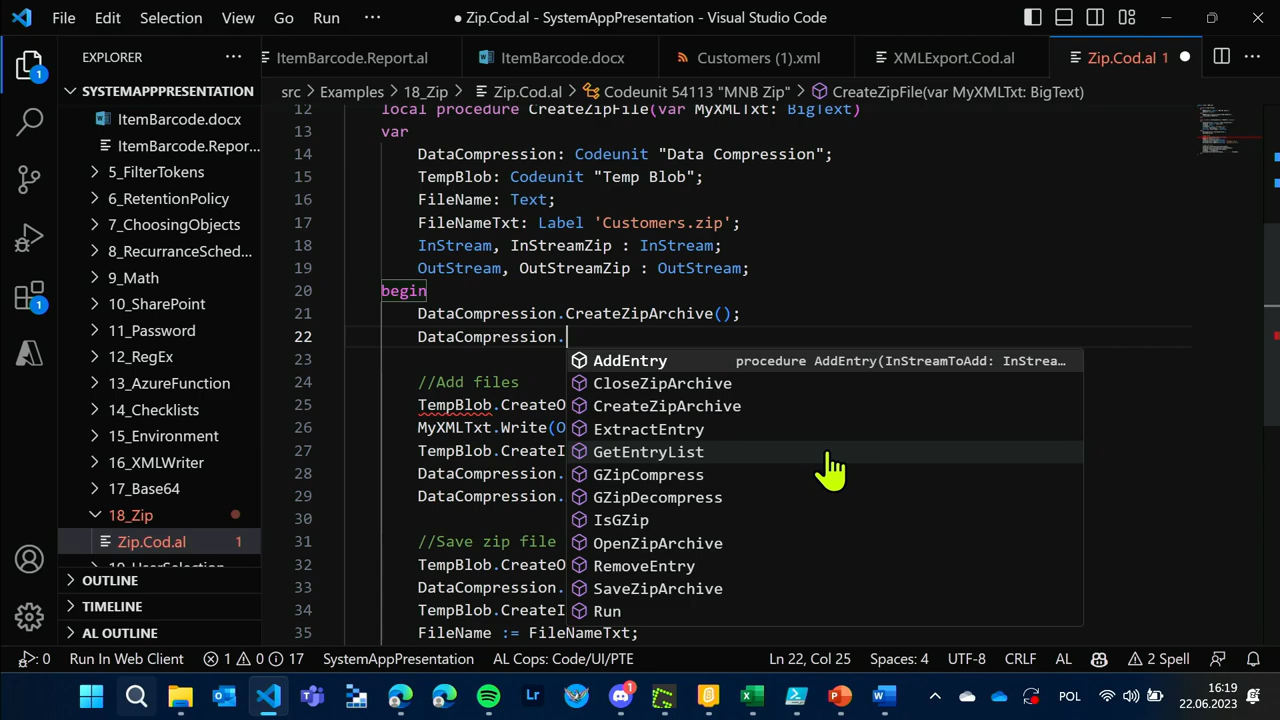 File Edit Selection View Go Run ··· ● Zip.Cod.al - SystemAppPresentation - Visual Studio Code
EXPLORER ···
ItemBarcode.Report.al ItemBarcode.docx Customers (1).xml XMLExport.Cod.al Zip.Cod.al 1 ●
SYSTEMAPPPRESENTATION
src > Examples > 18_Zip > Zip.Cod.al > Codeunit 54113 "MNB Zip" > CreateZipFile(var MyXMLTxt: BigText)
ItemBarcode.docx
ItemBarcode.Repor...
5_FilterTokens
6_RetentionPolicy
7_ChoosingObjects
8_RecurranceSched...
9_Math
10_SharePoint
11_Password
12_RegEx
13_AzureFunction
14_Checklists
15_Environment
16_XMLWriter
17_Base64
18_Zip
Zip.Cod.al 1
19_UserSelection
OUTLINE
TIMELINE
AL OUTLINE
1
1
12 local procedure CreateZipFile(var MyXMLTxt: BigText)
13 var
14 DataCompression: Codeunit "Data Compression";
15 TempBlob: Codeunit "Temp Blob";
16 FileName: Text;
17 FileNameTxt: Label 'Customers.zip';
18 InStream, InStreamZip : InStream;
19 OutStream, OutStreamZip : OutStream;
20 begin
21 DataCompression.CreateZipArchive();
22 DataCompression.
23
24 //Add files
25 TempBlob.CreateO
26 MyXMLTxt.Write(O
27 TempBlob.CreateI
28 DataCompression.
29 DataCompression.
30
31 //Save zip file
32 TempBlob.CreateO
33 DataCompression.
34 TempBlob.CreateI
35 FileName := FileNameTxt;
AddEntry procedure AddEntry(InStreamToAdd: InStrea...
CloseZipArchive
CreateZipArchive
ExtractEntry
GetEntryList
GZipCompress
GZipDecompress
IsGZip
OpenZipArchive
RemoveEntry
SaveZipArchive
Run
: 0 Run In Web Client 1 0 17 SystemAppPresentation AL Cops: Code/UI/PTE Ln 22, Col 25 Spaces: 4 UTF-8 CRLF AL 2 Spell
Lr 1 POL 16:19
22.06.2023